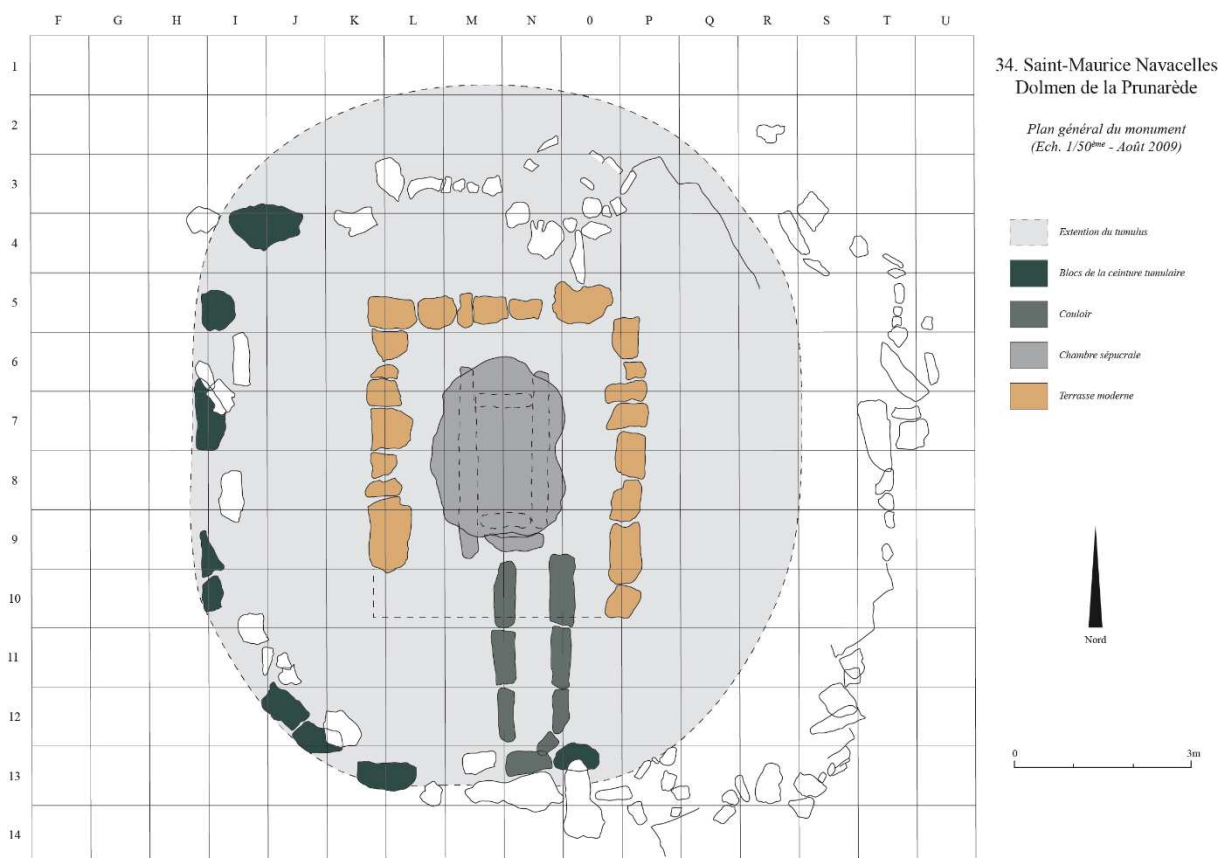 F G H I J K L M N 0 P Q R S T U
1
2
3
4
5
6
7
8
9
10
11
12
13
14
34. Saint-Maurice Navacelles
Dolmen de la Prunarède
Plan général du monument
(Ech. 1/50ème - Août 2009)
Extention du tumulus
Blocs de la ceinture tumulaire
Couloir
Chambre sépucrale
Terrasse moderne
Nord
0 3m